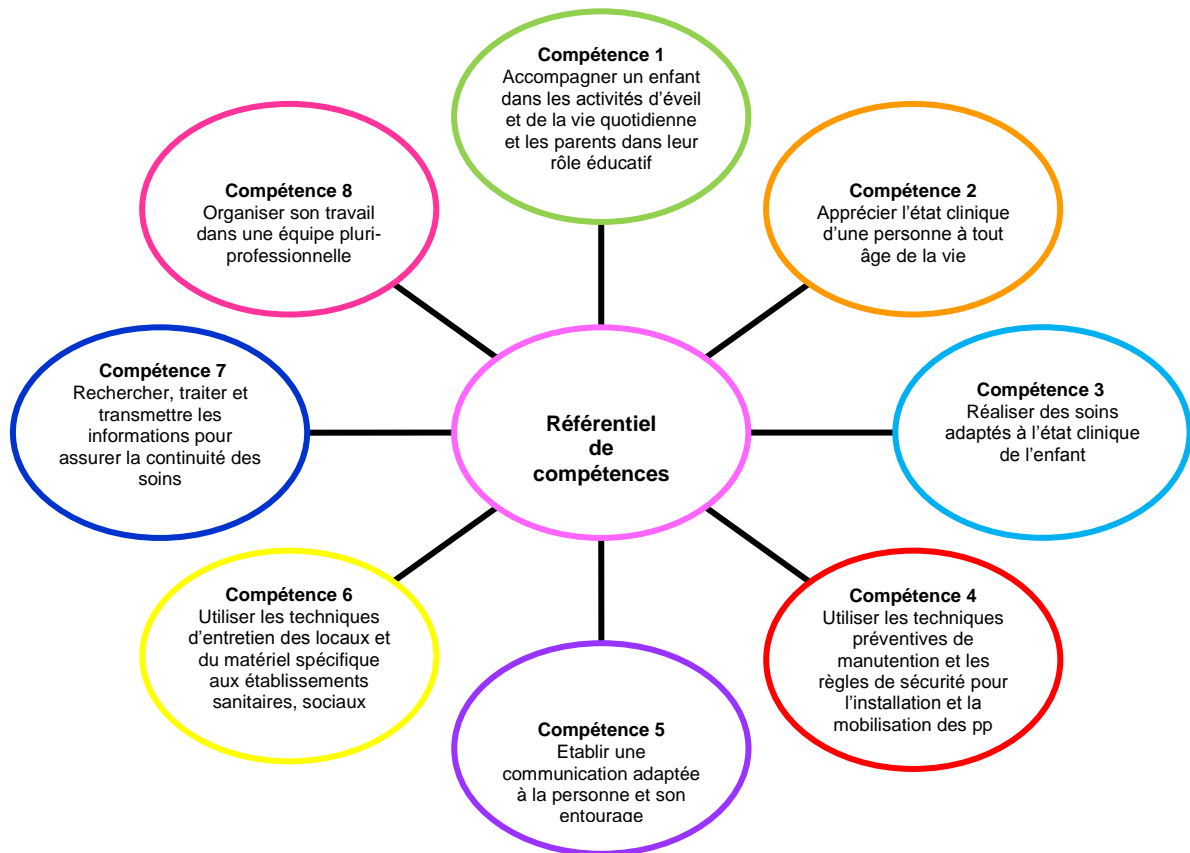 Compétence 1
Accompagner un enfant
dans les activités d’éveil
et de la vie quotidienne
et les parents dans leur
rôle éducatif
Compétence 2
Apprécier l’état clinique
d’une personne à tout
âge de la vie
Compétence 3
Réaliser des soins
adaptés à l’état clinique
de l’enfant
Compétence 4
Utiliser les techniques
préventives de
manutention et les
règles de sécurité pour
l’installation et la
mobilisation des pp
Compétence 5
Etablir une
communication adaptée
à la personne et son
entourage
Compétence 6
Utiliser les techniques
d’entretien des locaux et
du matériel spécifique
aux établissements
sanitaires, sociaux
Compétence 7
Rechercher, traiter et
transmettre les
informations pour
assurer la continuité des
soins
Compétence 8
Organiser son travail
dans une équipe pluri-
professionnelle
Référentiel
de
compétences